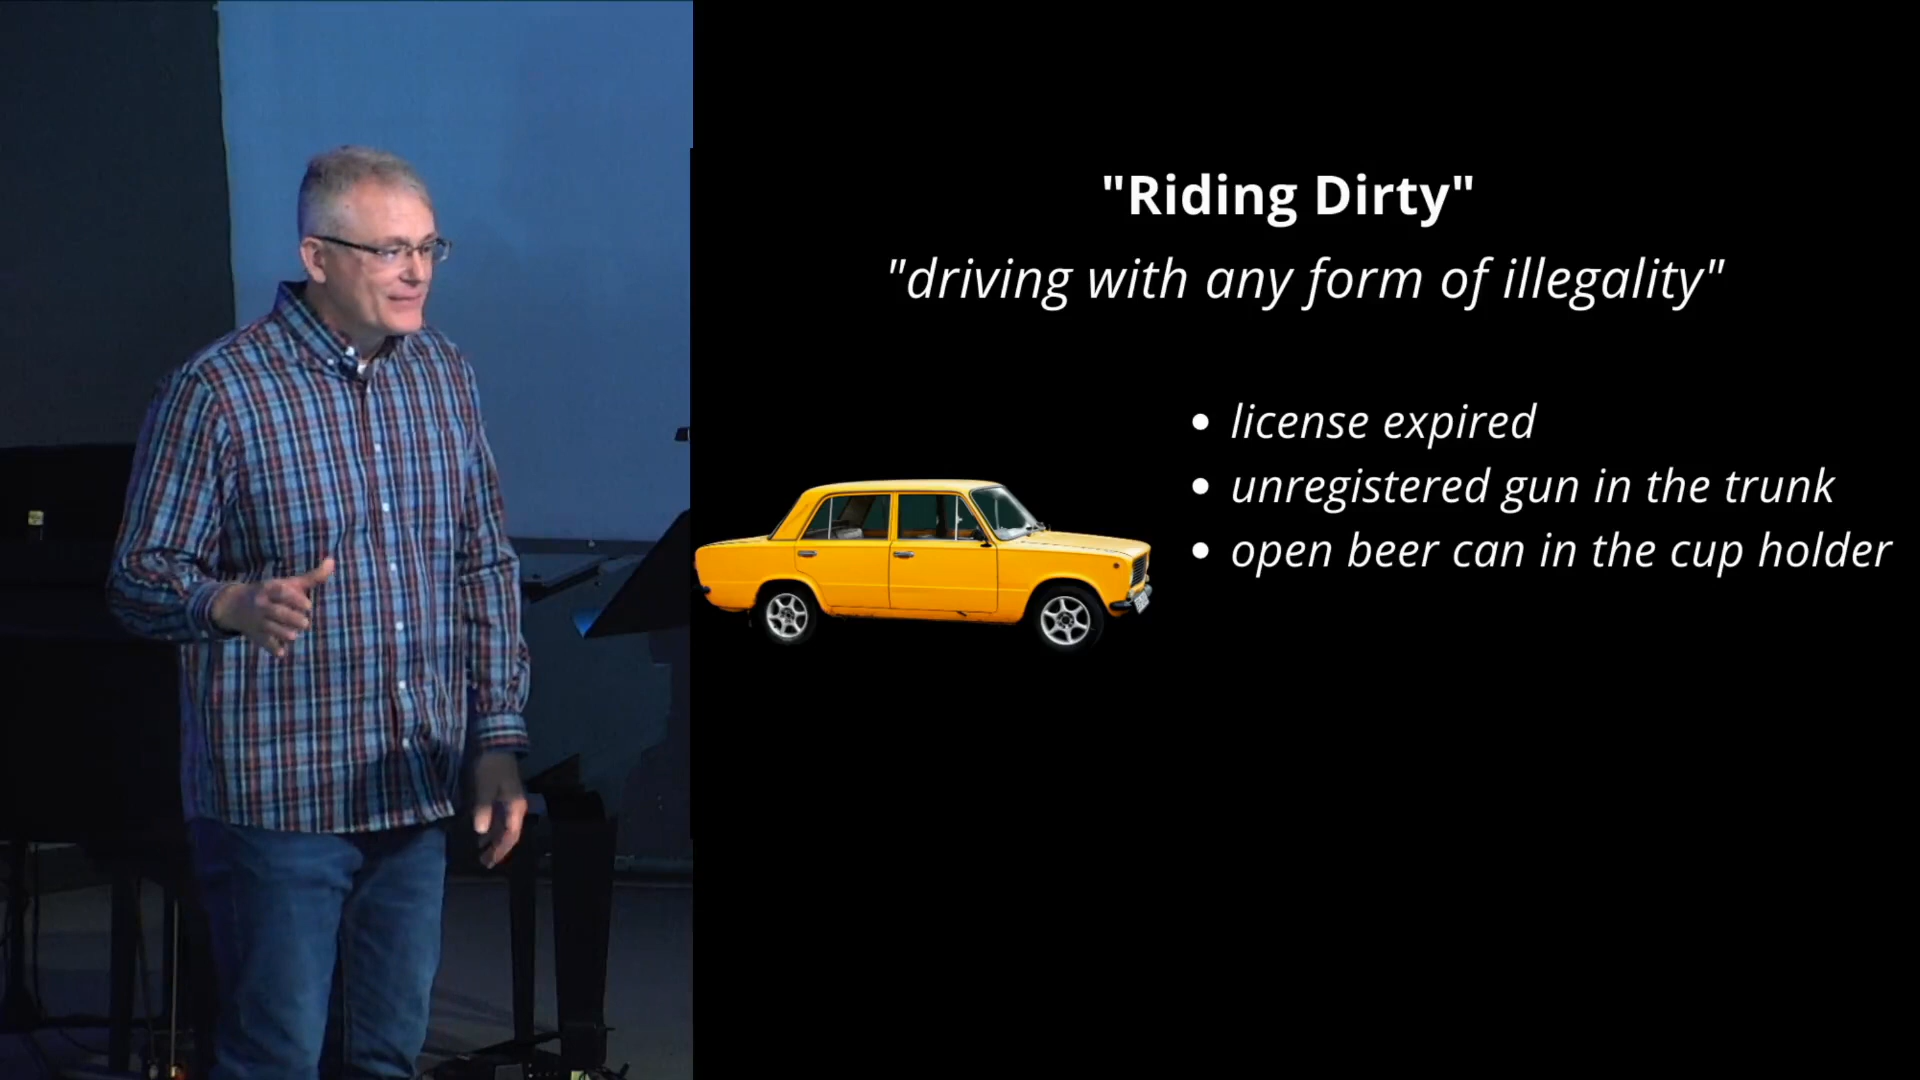 "Riding Dirty"
"driving with any form of illegality"
• license expired
• unregistered gun in the trunk
• open beer can in the cup holder